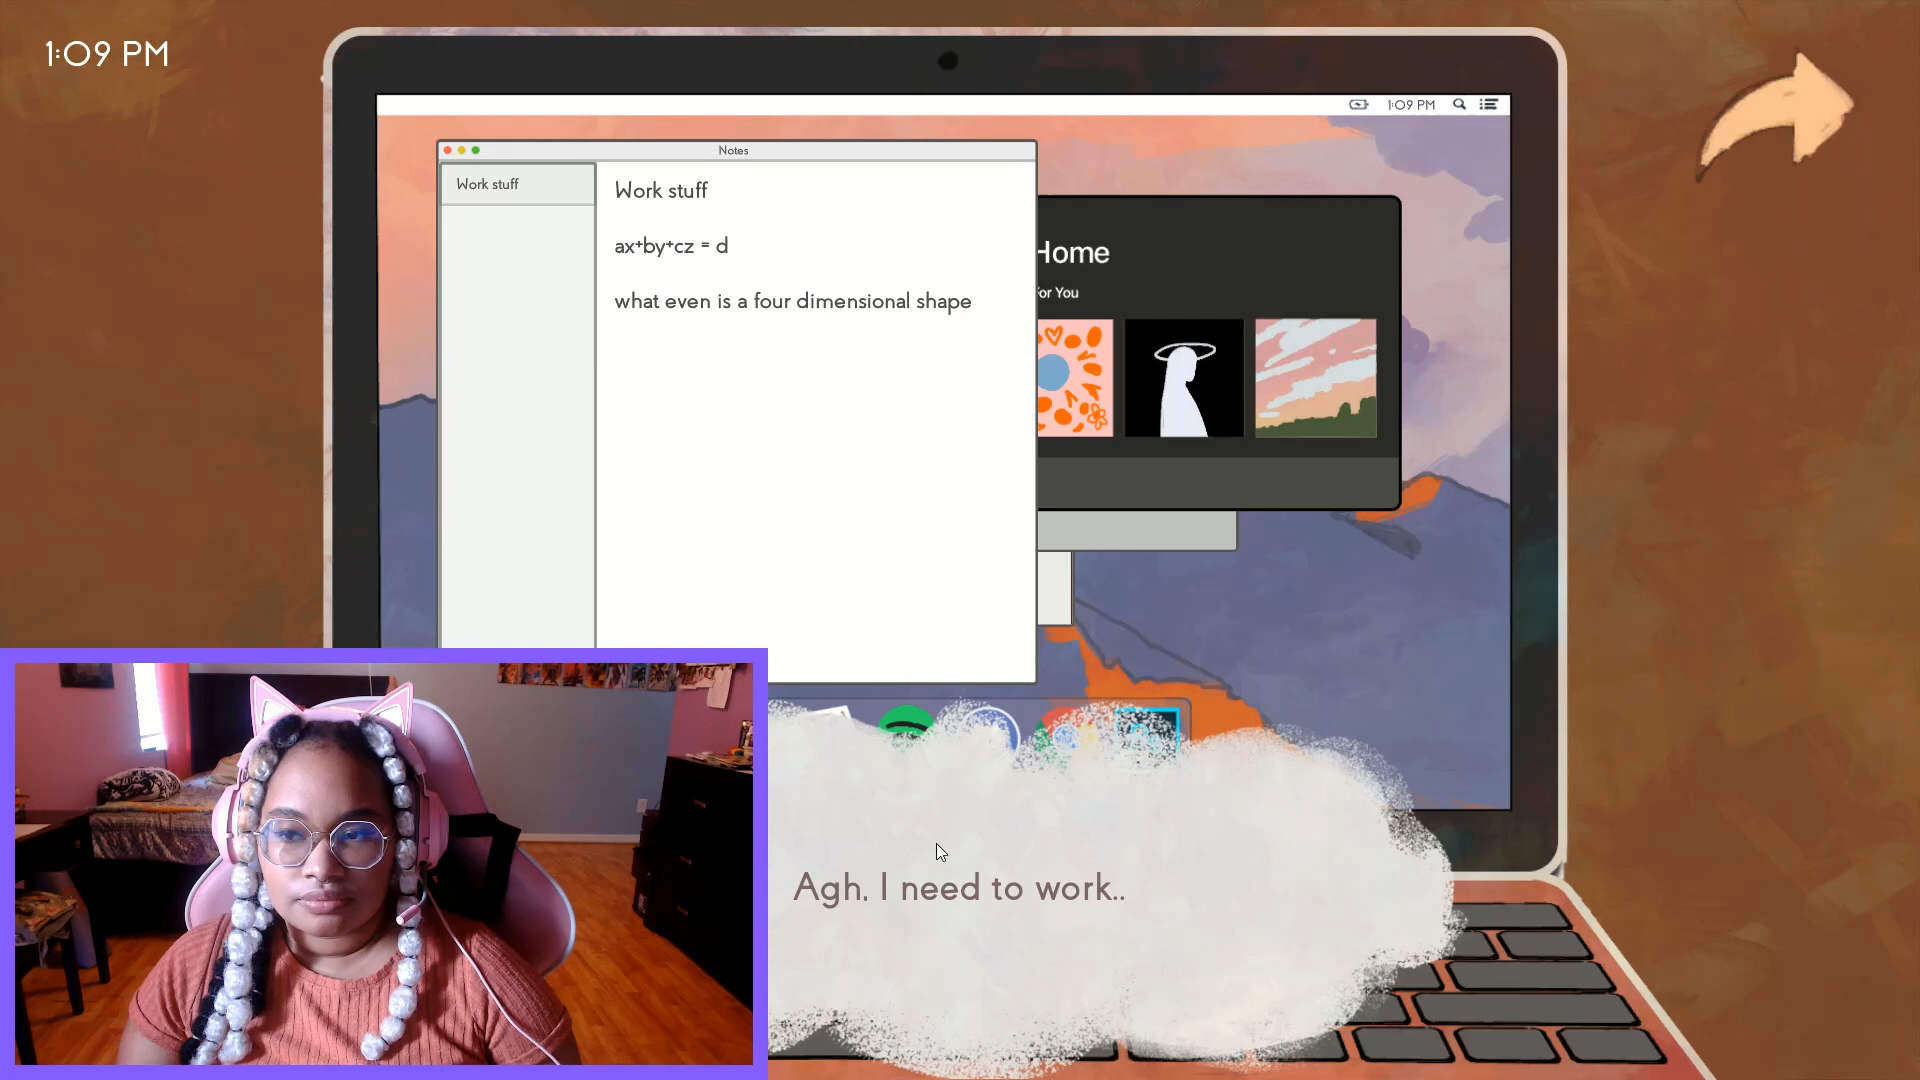 1:09 PM
1:09 PM
Notes
Work stuff
Work stuff
ax+by+cz = d
what even is a four dimensional shape
Home
For You
Agh, I need to work..